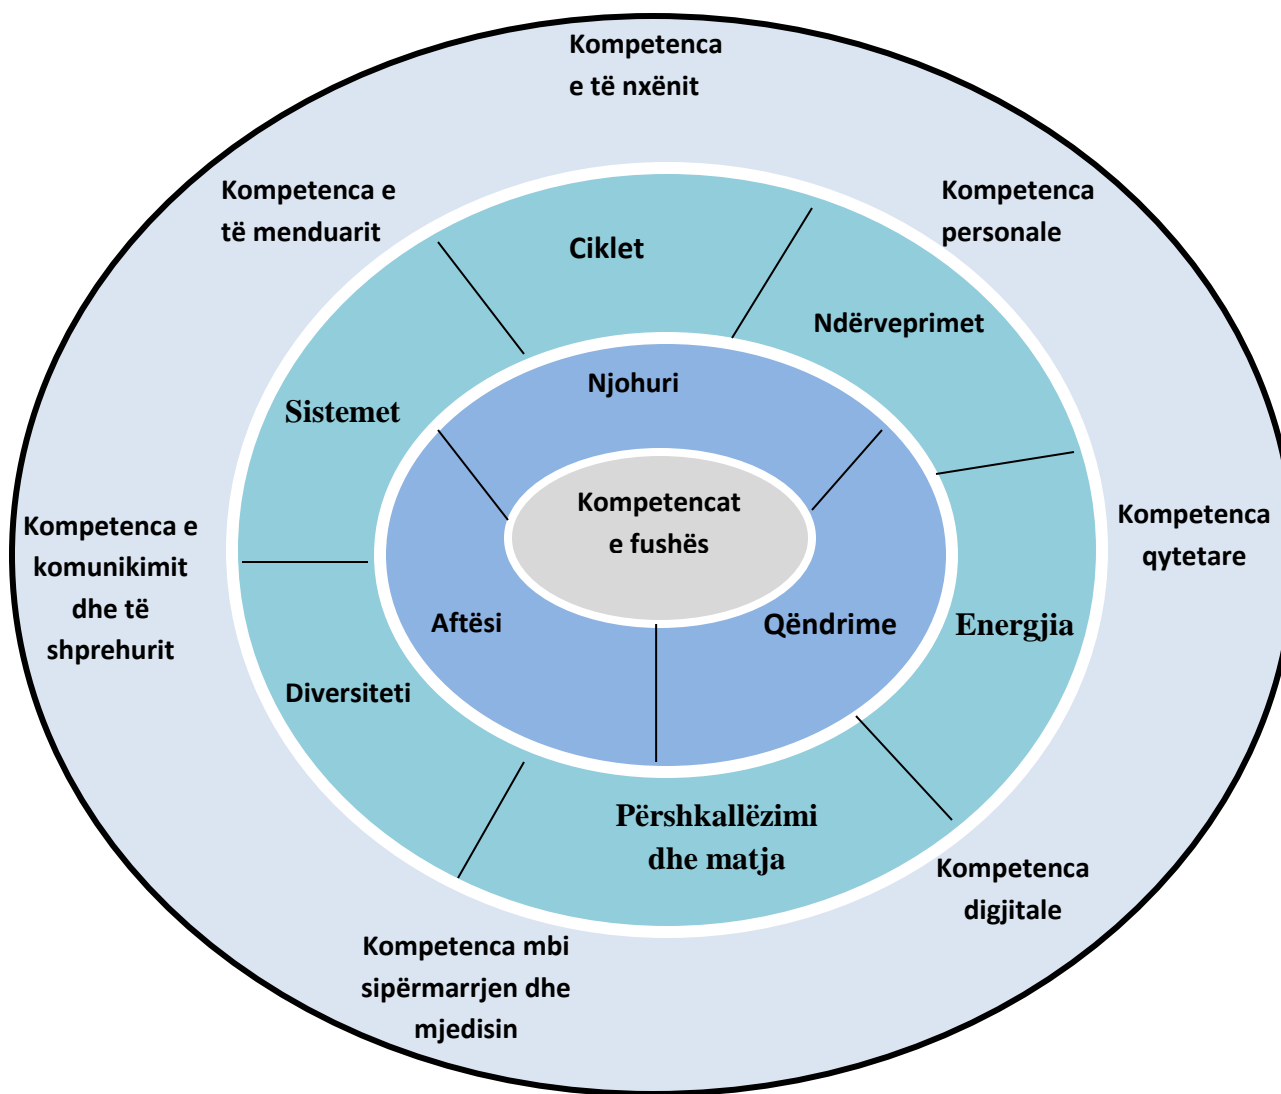 Kompetenca
e të nxënit
Kompetenca e
të menduarit
Kompetenca
personale
Ciklet
Ndërveprimet
Njohuri
Sistemet
Kompetencat
e fushës
Kompetenca
qytetare
Kompetenca e
komunikimit
dhe të
shprehurit
Aftësi
Qëndrime
Energjia
Diversiteti
Përshkallëzimi
dhe matja
Kompetenca
digjitale
Kompetenca mbi
sipërmarrjen dhe
mjedisin